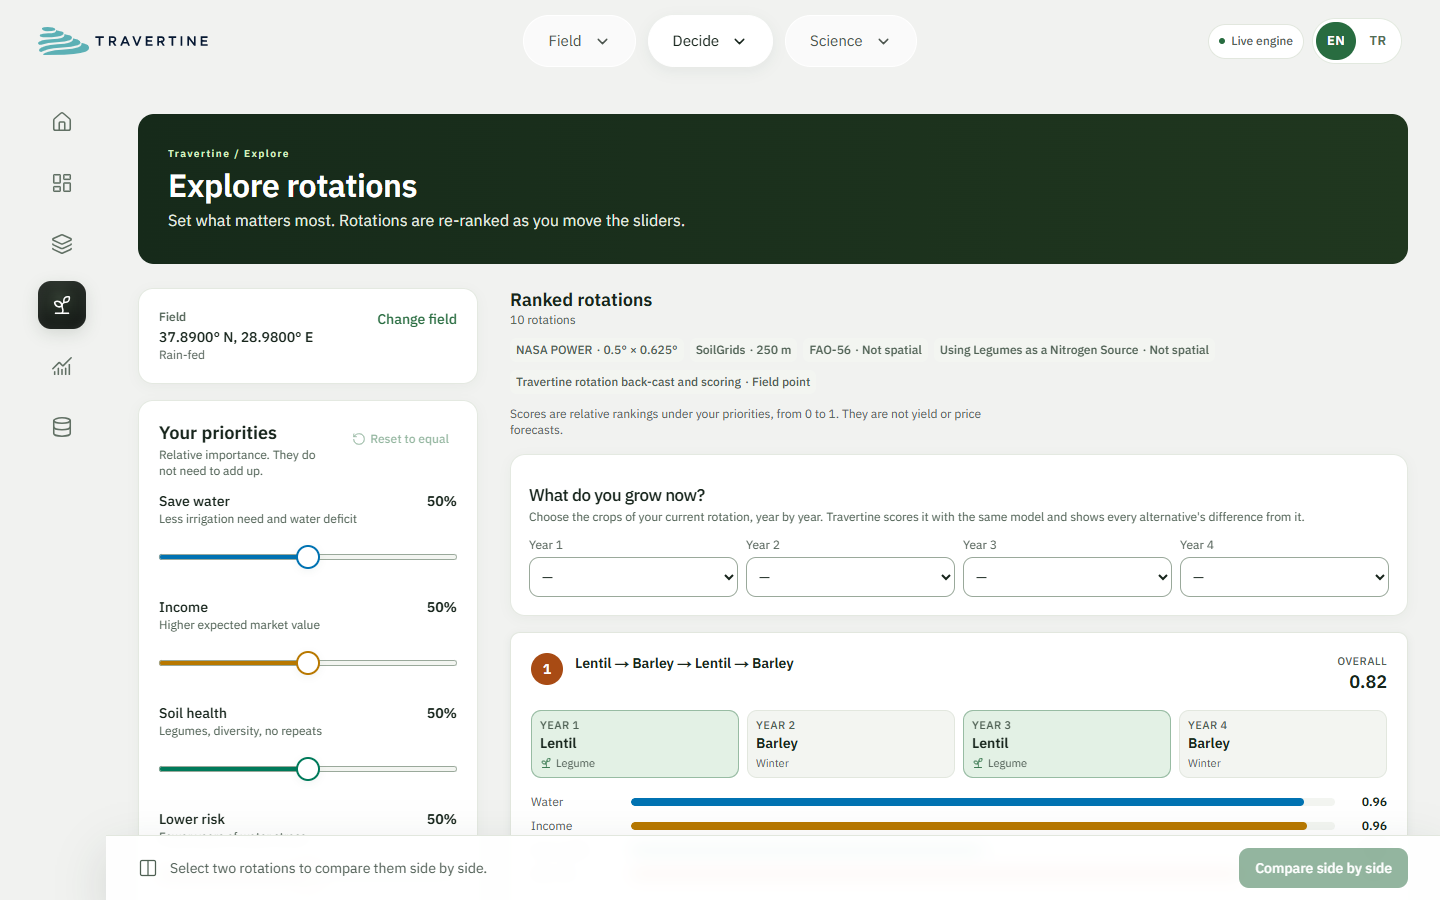 TRAVERTINE
Field
Decide
Science
Live engine
EN
TR
Travertine / Explore
Explore rotations
Set what matters most. Rotations are re-ranked as you move the sliders.
Field
Change field
37.8900° N, 28.9800° E
Rain-fed
Your priorities
Reset to equal
Relative importance. They do
not need to add up.
Save water
50%
Less irrigation need and water deficit
Income
50%
Higher expected market value
Soil health
50%
Legumes, diversity, no repeats
Lower risk
50%
Ranked rotations
10 rotations
NASA POWER · 0.5° × 0.625°
SoilGrids · 250 m
FAO-56 · Not spatial
Using Legumes as a Nitrogen Source · Not spatial
Travertine rotation back-cast and scoring · Field point
Scores are relative rankings under your priorities, from 0 to 1. They are not yield or price
forecasts.
What do you grow now?
Choose the crops of your current rotation, year by year. Travertine scores it with the same model and shows every alternative's difference from it.
Year 1
Year 2
Year 3
Year 4
—
—
—
—
1
Lentil → Barley → Lentil → Barley
OVERALL
0.82
YEAR 1
Lentil
Legume
YEAR 2
Barley
Winter
YEAR 3
Lentil
Legume
YEAR 4
Barley
Winter
Water
0.96
Income
0.96
Select two rotations to compare them side by side.
Compare side by side